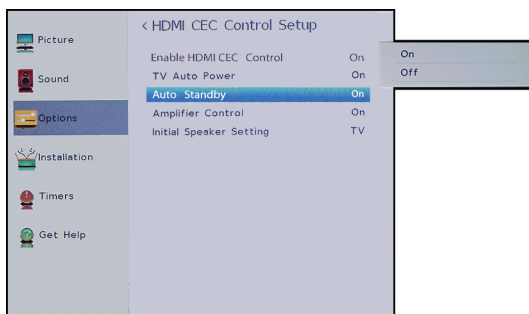 Picture
Sound
Options
Installation
Timers
Get Help
< HDMI CEC Control Setup
Enable HDMI CEC Control On
TV Auto Power On
Auto Standby On
Amplifier Control On
Initial Speaker Setting TV
On
Off